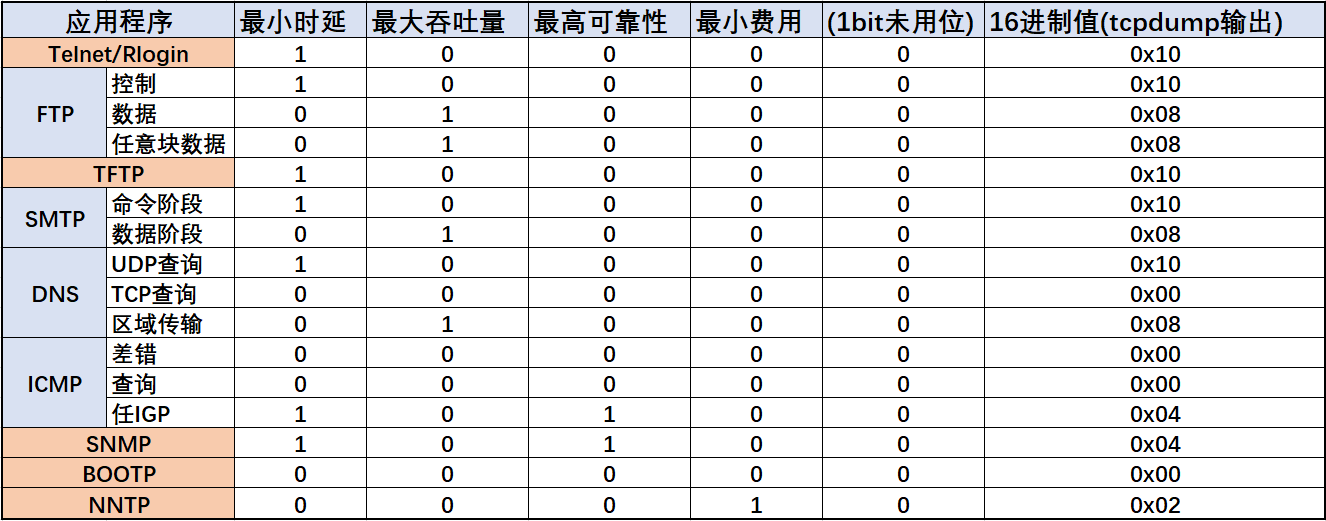 应用程序 最小时延 最大吞吐量 最高可靠性 最小费用 (1bit未用位) 16进制值(tcpdump输出)
Telnet/Rlogin 1 0 0 0 0 0x10
FTP 控制 1 0 0 0 0 0x10
数据 0 1 0 0 0 0x08
任意块数据 0 1 0 0 0 0x08
TFTP 1 0 0 0 0 0x10
SMTP 命令阶段 1 0 0 0 0 0x10
数据阶段 0 1 0 0 0 0x08
DNS UDP查询 1 0 0 0 0 0x10
TCP查询 0 0 0 0 0 0x00
区域传输 0 1 0 0 0 0x08
ICMP 差错 0 0 0 0 0 0x00
查询 0 0 0 0 0 0x00
任IGP 1 0 1 0 0 0x04
SNMP 1 0 1 0 0 0x04
BOOTP 0 0 0 0 0 0x00
NNTP 0 0 0 1 0 0x02